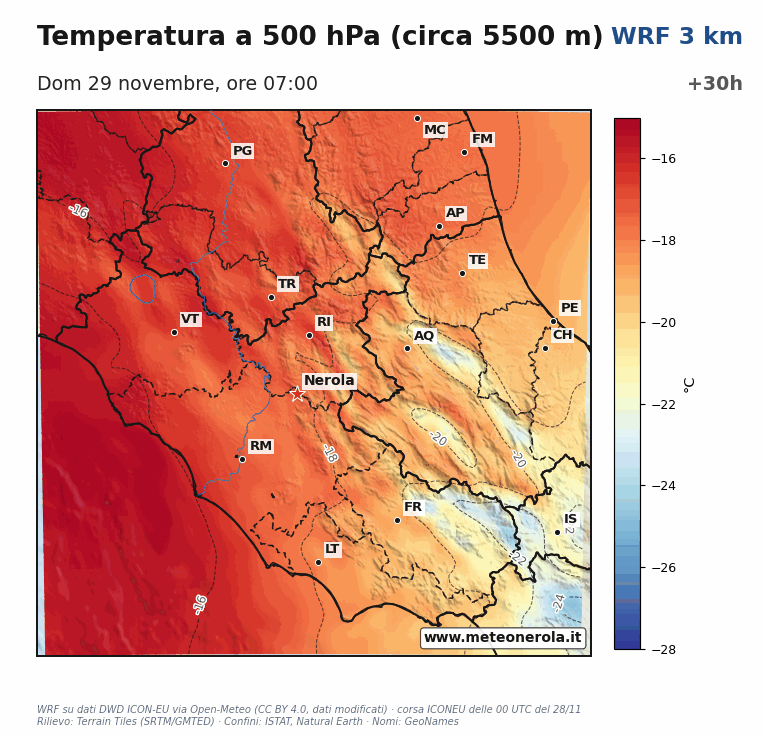 Temperatura a 500 hPa (circa 5500 m) WRF 3 km
Dom 29 novembre, ore 07:00 +30h
MC
FM
PG
-16
AP
TE
TR
PE
VT
RI
AQ
CH
Nerola
-20
-18
-20
RM
FR
IS
LT
-22
-24
-16
www.meteonerola.it
−16
−18
−20
−22
−24
−26
−28
°C
WRF su dati DWD ICON-EU via Open-Meteo (CC BY 4.0, dati modificati) · corsa ICONEU delle 00 UTC del 28/11
Rilievo: Terrain Tiles (SRTM/GMTED) · Confini: ISTAT, Natural Earth · Nomi: GeoNames